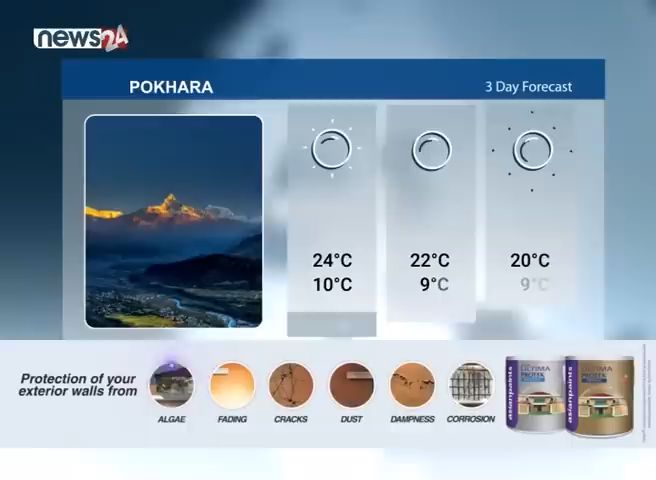 news24
POKHARA
3 Day Forecast
24°C
10°C
22°C
9°C
20°C
9°C
Protection of your
exterior walls from
ALGAE
FADING
CRACKS
DUST
DAMPNESS
CORROSION
asianpaints
ULTIMA
PROTEK
asianpaints
ULTIMA
PROTEK